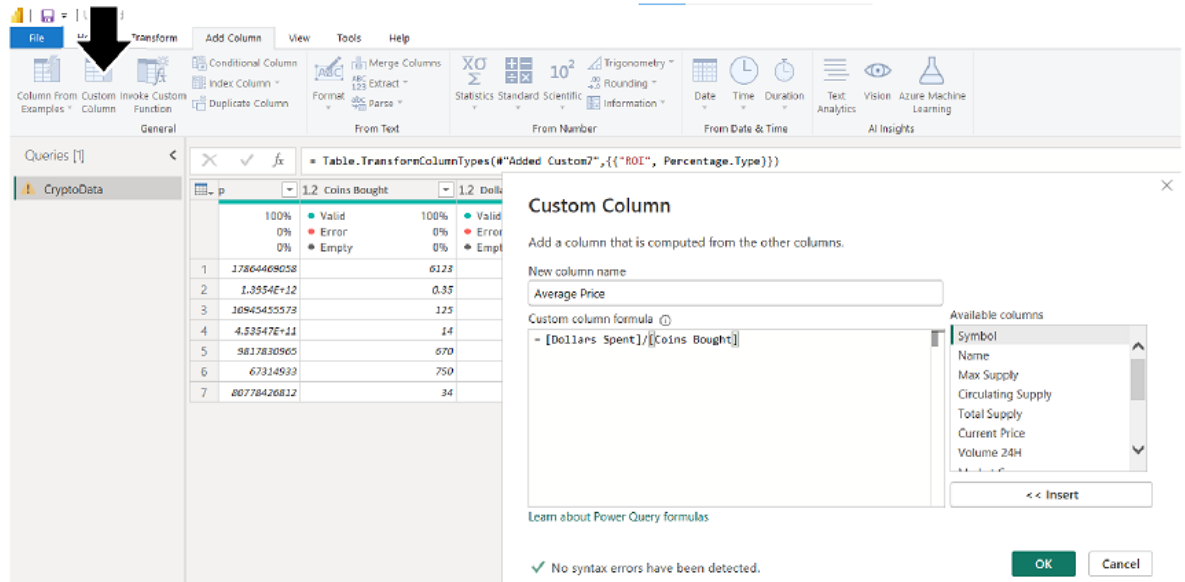 File Transform Add Column View Tools Help
Column From Examples
Custom Column
Invoke Custom Function
Conditional Column
Index Column
Duplicate Column
General
Format
Merge Columns
Extract
Parse
From Text
Statistics
Standard
Scientific
Trigonometry
Rounding
Information
From Number
Date
Time
Duration
From Date & Time
Text Analytics
Vision
Azure Machine Learning
AI Insights
Queries [1]
CryptoData
fx
= Table.TransformColumnTypes(#"Added Custom7",{{"ROI", Percentage.Type}})
p 1.2 Coins Bought 1.2
100% Valid 100% Valid
0% Error 0%
0% Empty 0%
1 17864469058 6123
2 1.3954E+12 0.35
3 10945455573 125
4 4.53547E+11 14
5 9817830965 670
6 67314933 750
7 80778426812 34
Custom Column
Add a column that is computed from the other columns.
New column name
Average Price
Custom column formula
= [Dollars Spent]/[Coins Bought]
Available columns
Symbol
Name
Max Supply
Circulating Supply
Total Supply
Current Price
Volume 24H
<< Insert
Learn about Power Query formulas
No syntax errors have been detected.
OK
Cancel